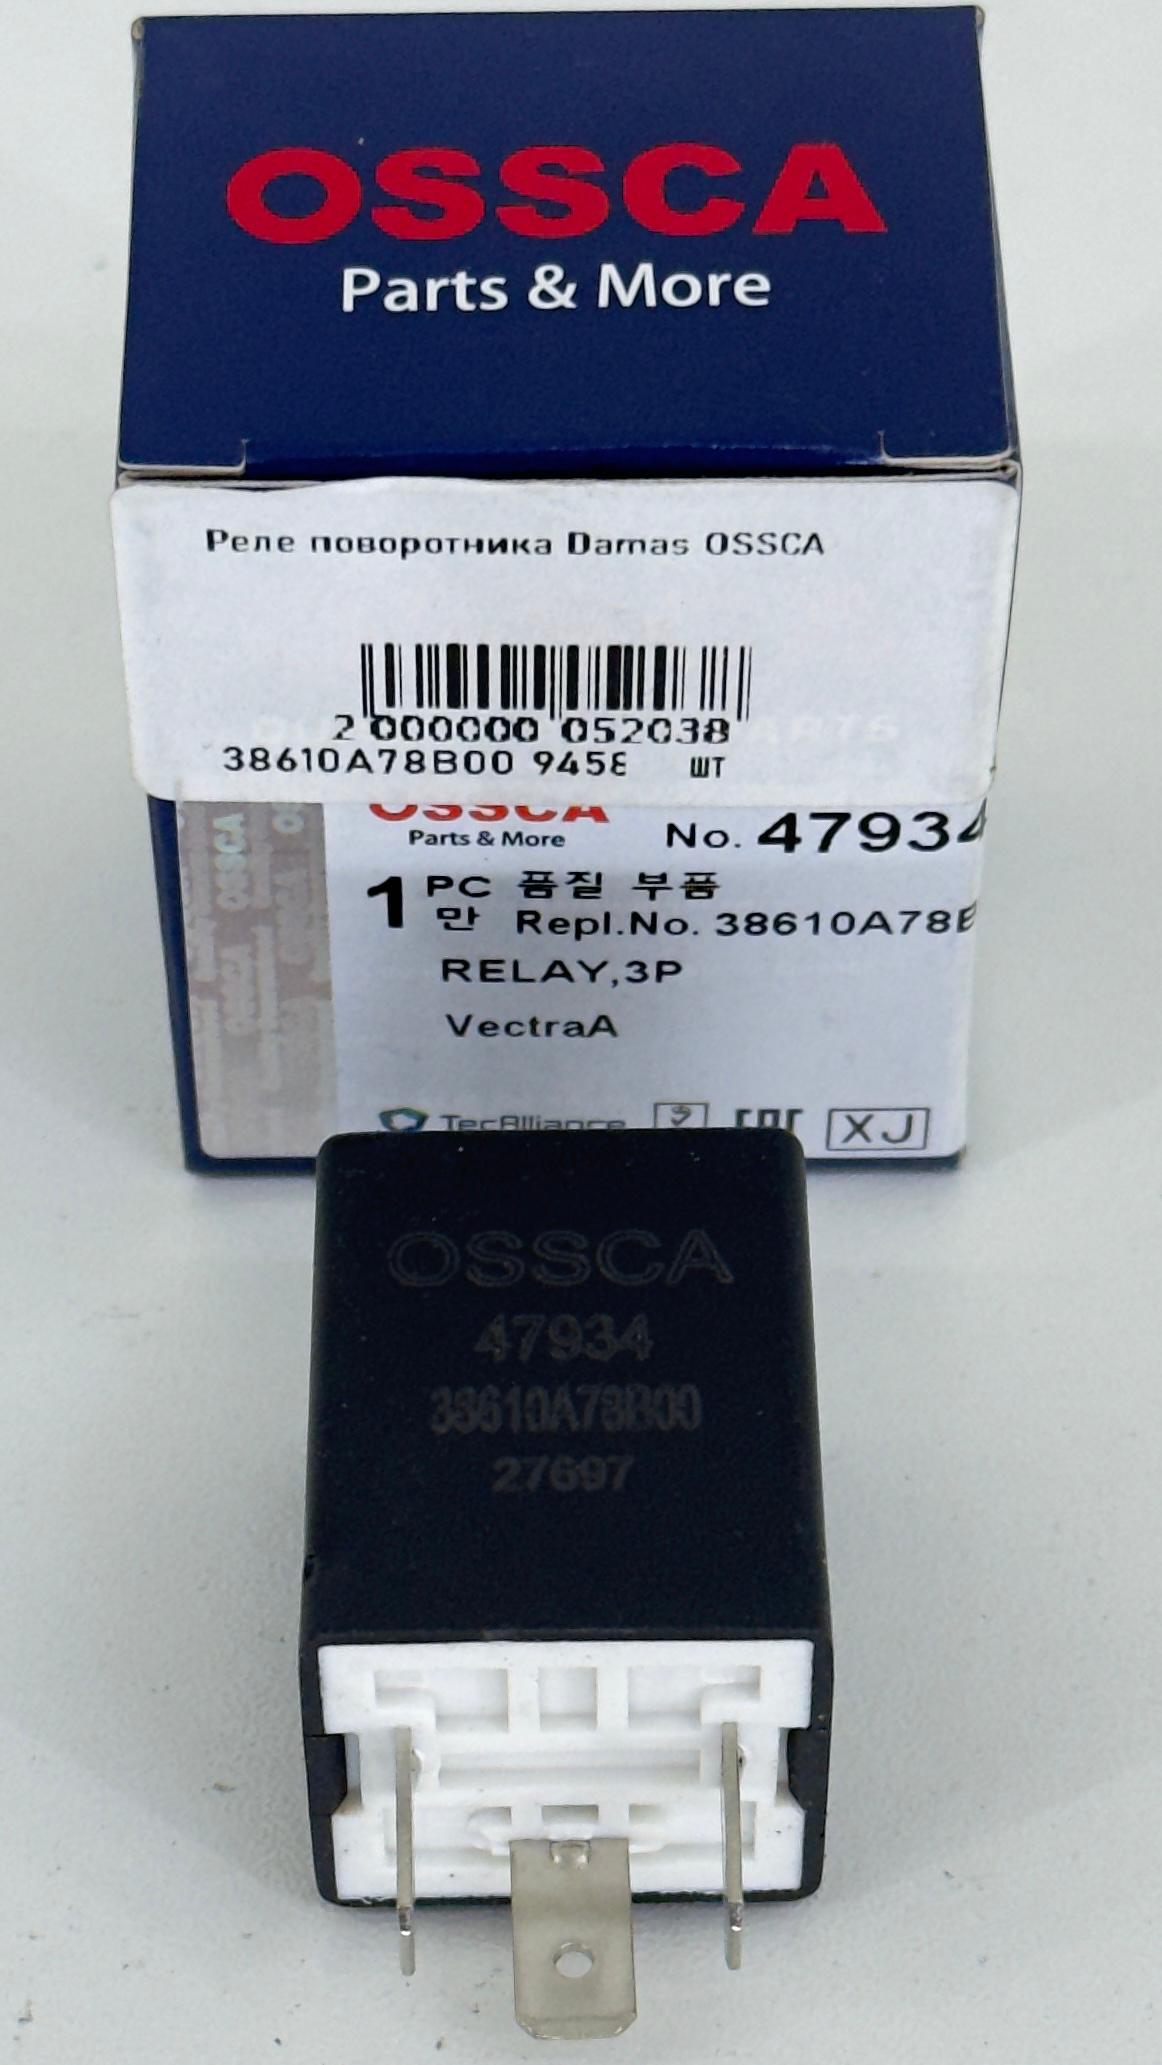 OSSCA
Parts & More
Реле поворотника Damas OSSCA
2 000000 052038
38610A78B00 9458 шт
OSSCA
Parts & More No. 47934
1 PC 품질 부품
만 Repl.No. 38610A78B
RELAY,3P
VectraA
TecAlliance EAC XJ
OSSCA
47934
38610A78B00
27697